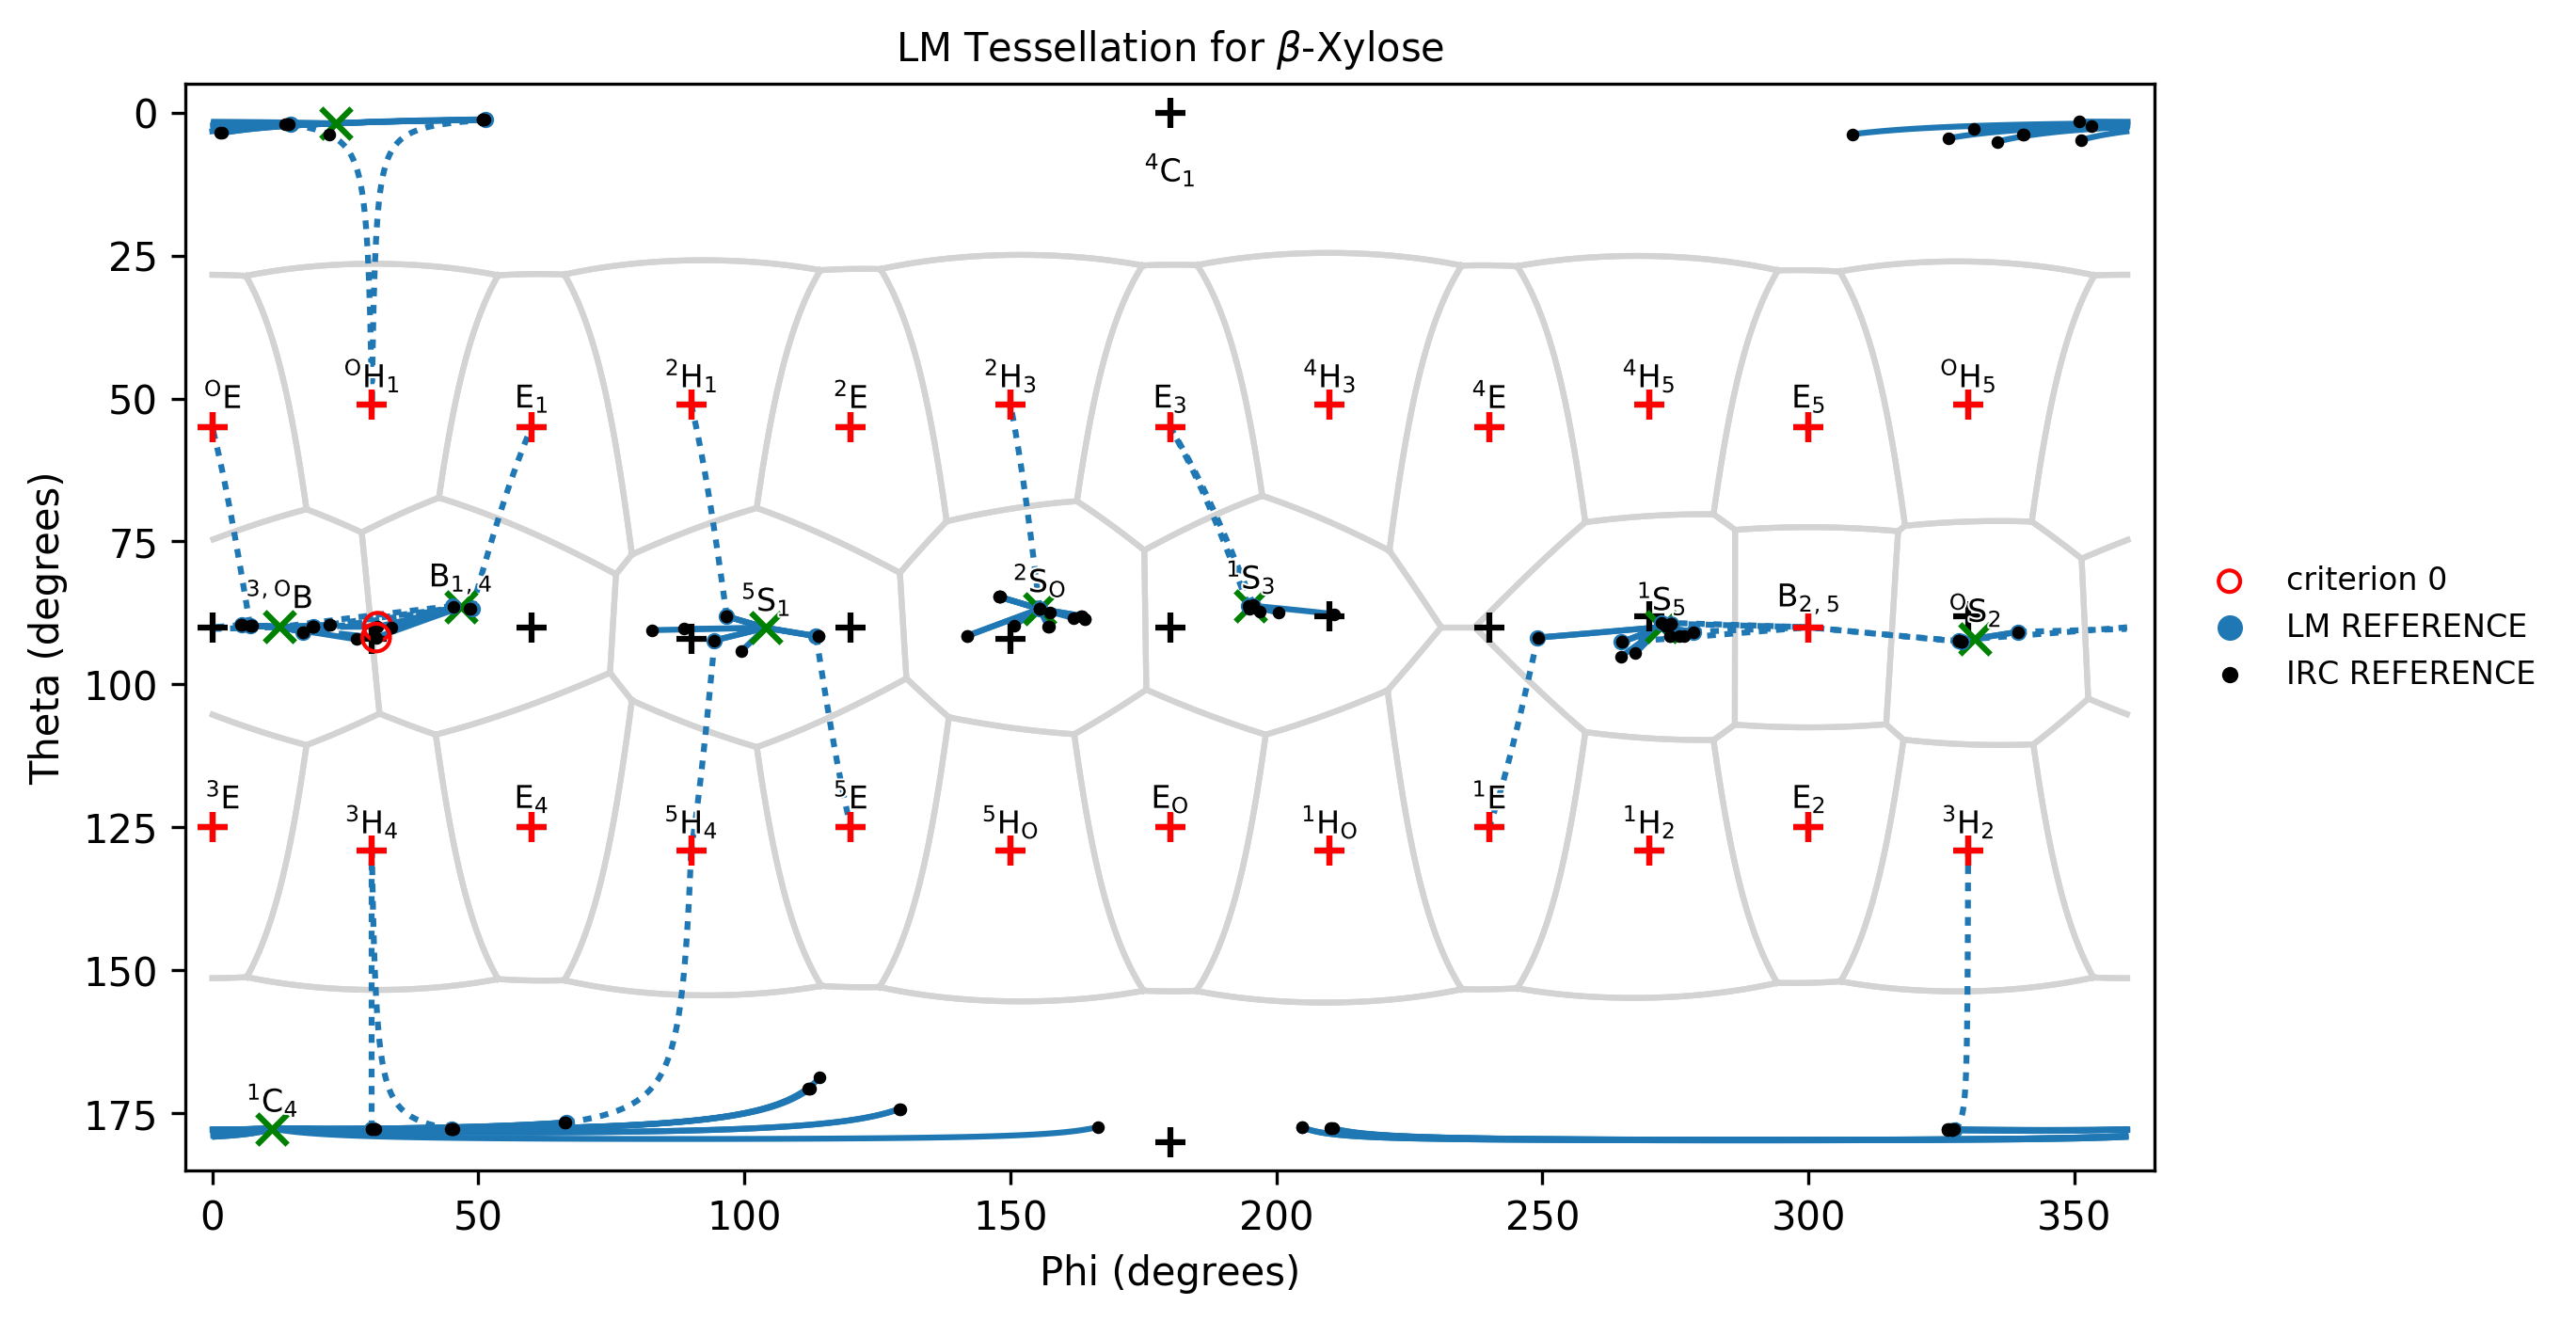 LM Tessellation for β-Xylose
0
⁴C₁
25
ᴼH₁ ²H₁ ²H₃ ⁴H₃ ⁴H₅ ᴼH₅
50
ᴼE E₁ ²E E₃ ⁴E E₅
75
³,ᴼB B₁,₄ ⁵S₁ ²Sₒ ¹S₃ ¹S₅ B₂,₅ ᴼS₂
100
³E E₄ ⁵E Eₒ ¹E E₂
³H₄ ⁵H₄ ⁵Hₒ ¹Hₒ ¹H₂ ³H₂
125
150
¹C₄
175
0 50 100 150 200 250 300 350
Phi (degrees)
Theta (degrees)
criterion 0
LM REFERENCE
IRC REFERENCE